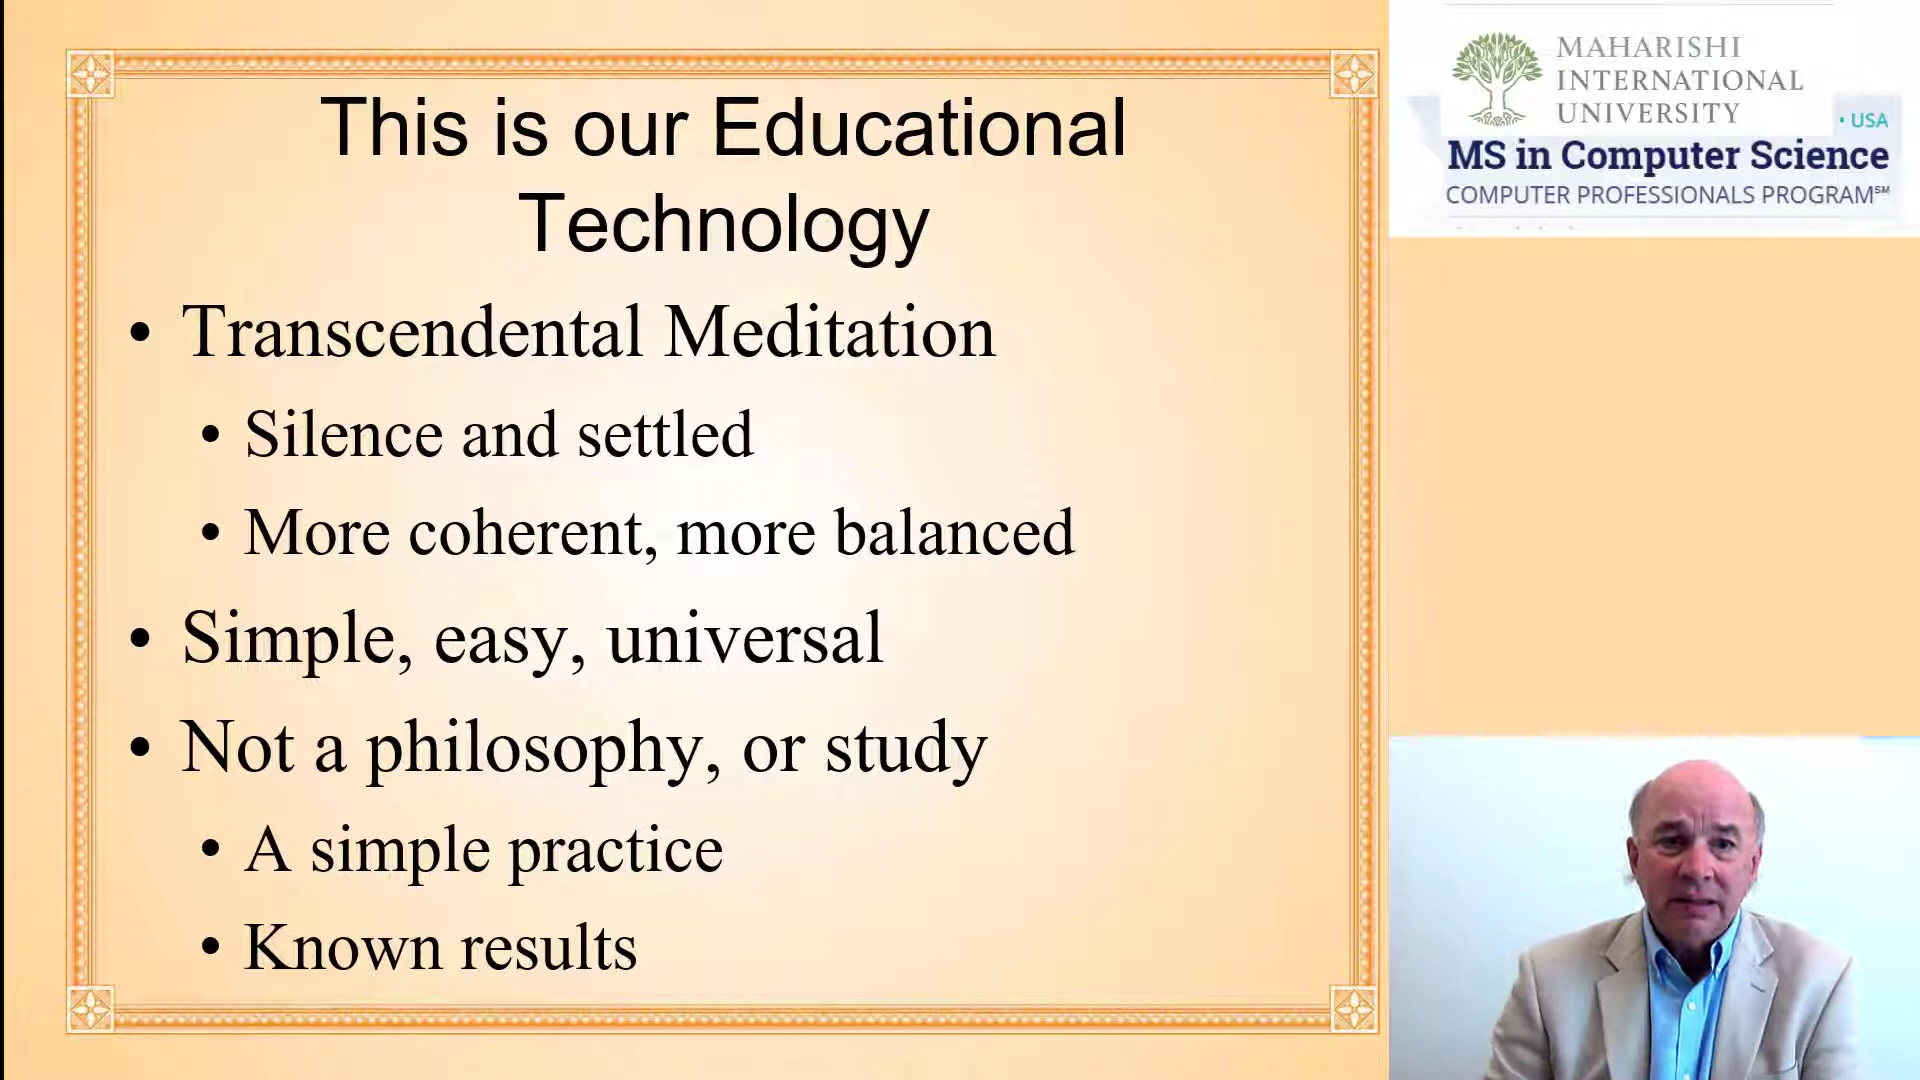 This is our Educational
Technology
• Transcendental Meditation
• Silence and settled
• More coherent, more balanced
• Simple, easy, universal
• Not a philosophy, or study
• A simple practice
• Known results
MAHARISHI
INTERNATIONAL
UNIVERSITY
• USA
MS in Computer Science
COMPUTER PROFESSIONALS PROGRAM℠